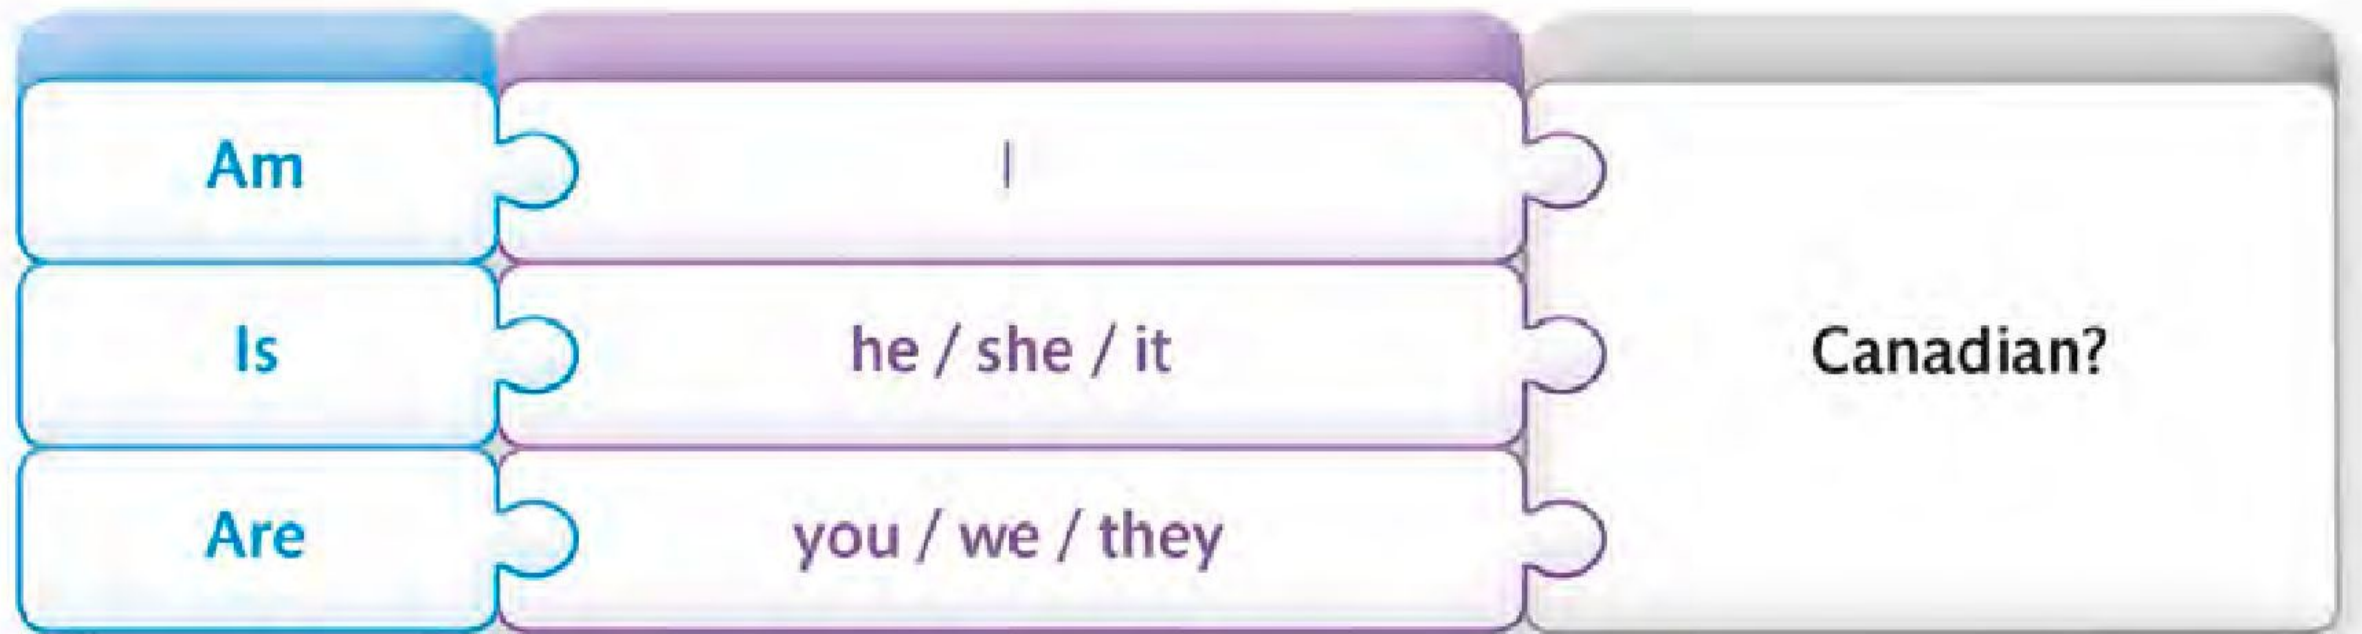 Am I
Is he / she / it Canadian?
Are you / we / they